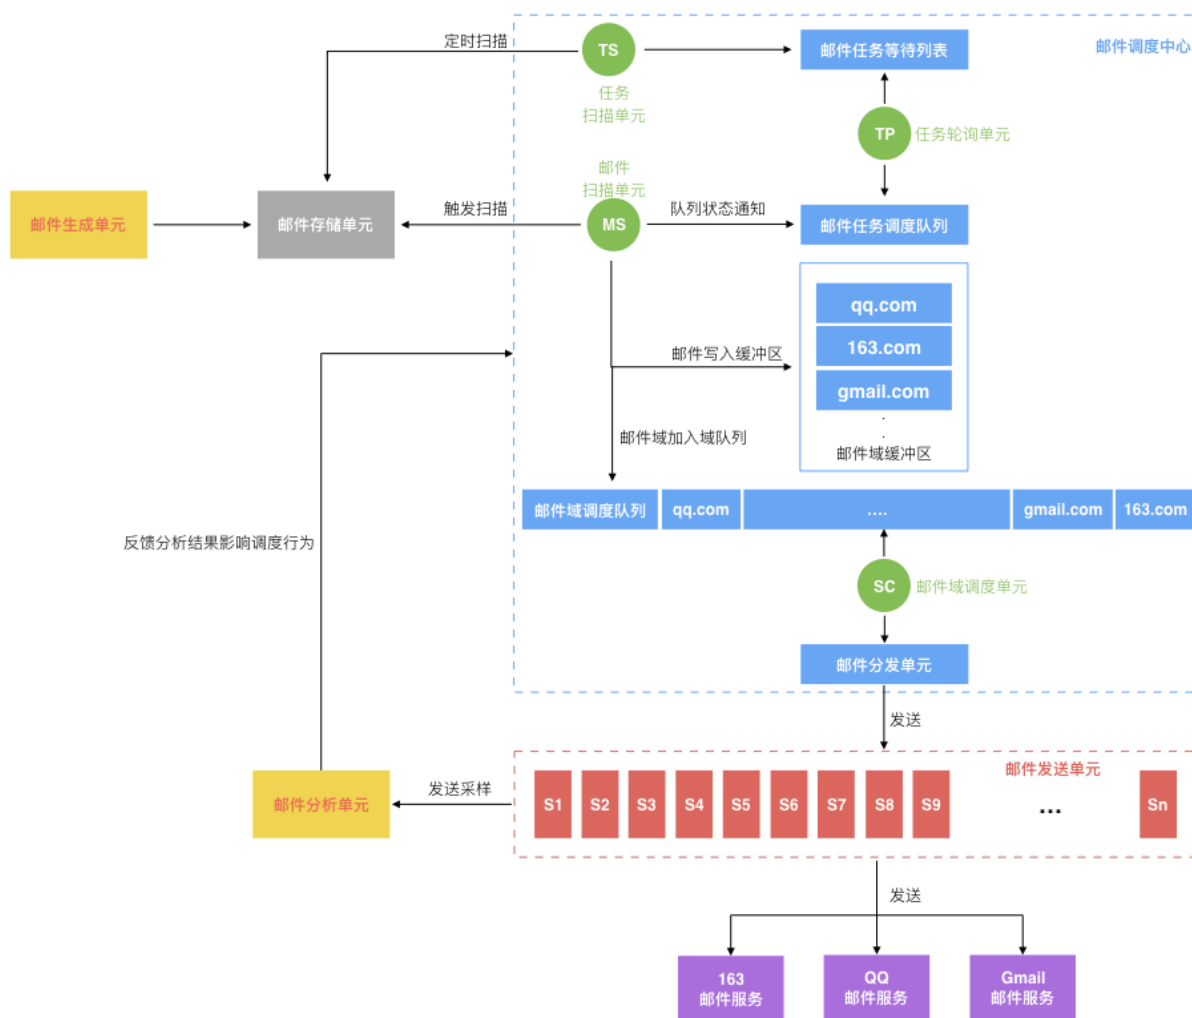 定时扫描
TS
邮件任务等待列表
邮件调度中心
任务
扫描单元
TP
任务轮询单元
邮件
扫描单元
邮件生成单元
邮件存储单元
触发扫描
MS
队列状态通知
邮件任务调度队列
qq.com
163.com
gmail.com
.
.
邮件域缓冲区
邮件写入缓冲区
邮件域加入域队列
邮件域调度队列
qq.com
....
gmail.com
163.com
反馈分析结果影响调度行为
SC
邮件域调度单元
邮件分发单元
发送
邮件发送单元
邮件分析单元
发送采样
S1
S2
S3
S4
S5
S6
S7
S8
S9
...
Sn
发送
163
邮件服务
QQ
邮件服务
Gmail
邮件服务